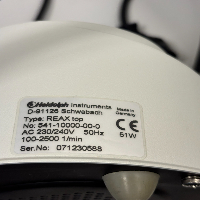 Heidolph Instruments
D-91126 Schwabach
Type: REAX top
No: 541-10000-00-0
AC 230/240V 50Hz
100-2500 1/min
Ser.No: 071230588
Made in
Germany
CE
51W